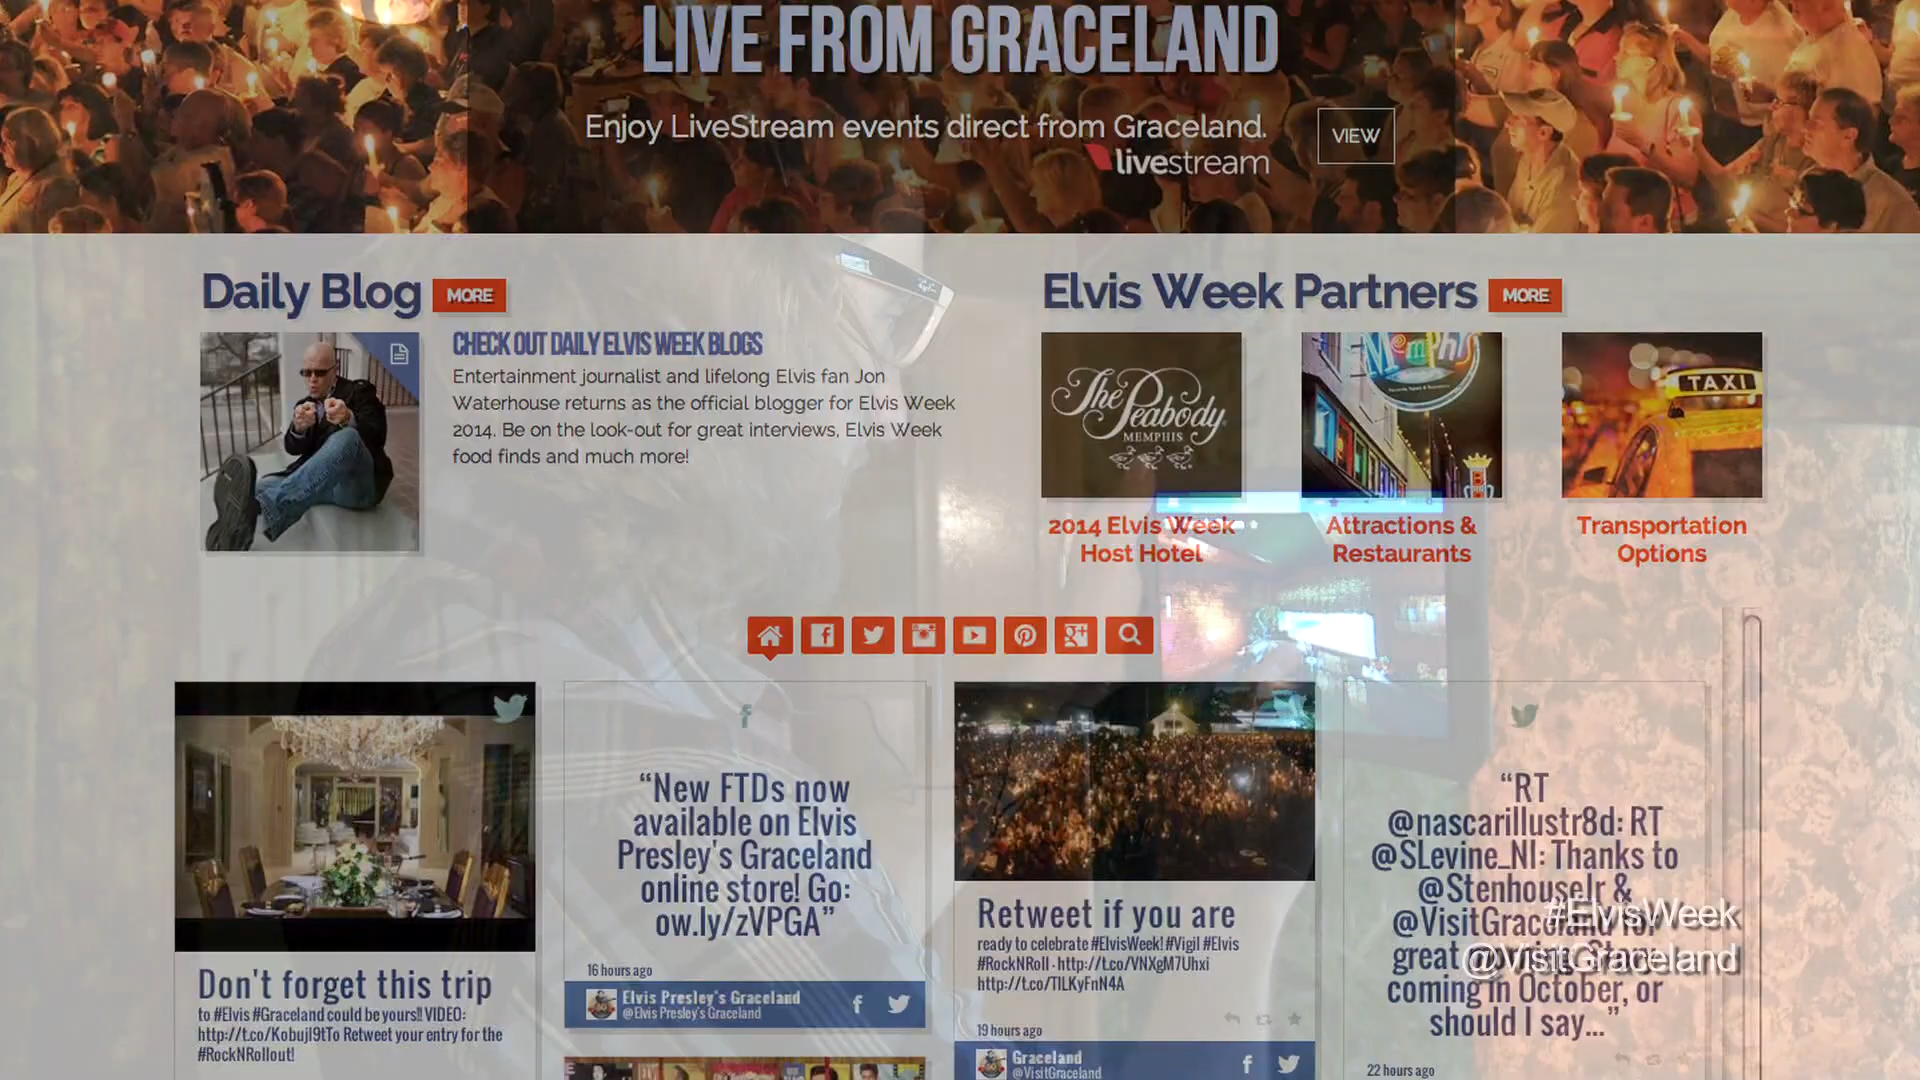 LIVE FROM GRACELAND
Enjoy LiveStream events direct from Graceland.
livestream
VIEW
Daily Blog
MORE
CHECK OUT DAILY ELVIS WEEK BLOGS
Entertainment journalist and lifelong Elvis fan Jon
Waterhouse returns as the official blogger for Elvis Week
2014. Be on the look-out for great interviews, Elvis Week
food finds and much more!
Elvis Week Partners
MORE
The
Peabody
MEMPHIS
TAXI
2014 Elvis Week
Host Hotel
Attractions &
Restaurants
Transportation
Options
Don't forget this trip
to #Elvis #Graceland could be yours!! VIDEO:
http://t.co/KobujI9tTo Retweet your entry for the
#RockNRollout!
“New FTDs now
available on Elvis
Presley's Graceland
online store! Go:
ow.ly/zVPGA”
16 hours ago
Elvis Presley's Graceland
@Elvis Presley's Graceland
Retweet if you are
ready to celebrate #ElvisWeek! #Vigil #Elvis
#RockNRoll - http://t.co/VNXgM7Uhxi
http://t.co/TILKyFnN4A
19 hours ago
Graceland
@VisitGraceland
“RT
@nascarillustr8d: RT
@SLevine_NI: Thanks to
@StenhouseJr &
@VisitGraceland for
great
coming in October, or
should I say...”
22 hours ago
#ElvisWeek
@VisitGraceland